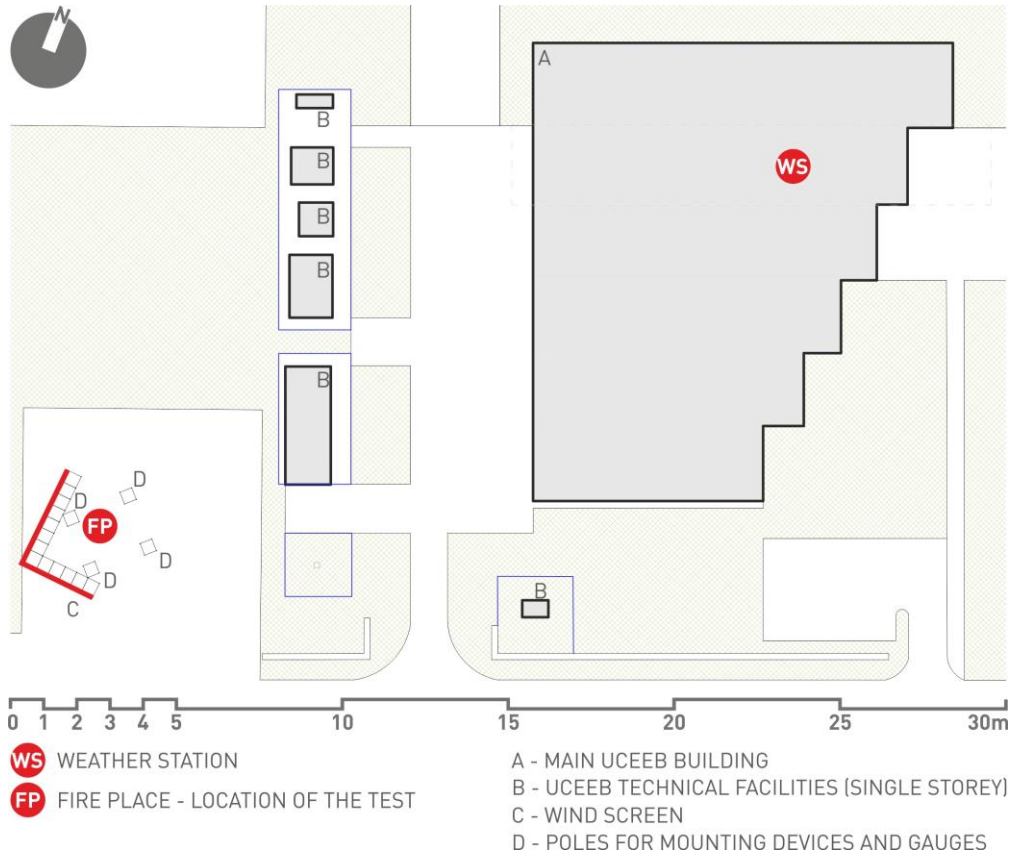 N
A
B
WS
B
B
B
B
D
D
FP
D
D
C
B
0 1 2 3 4 5 10 15 20 25 30m
WS WEATHER STATION
FP FIRE PLACE - LOCATION OF THE TEST
A - MAIN UCEEB BUILDING
B - UCEEB TECHNICAL FACILITIES (SINGLE STOREY)
C - WIND SCREEN
D - POLES FOR MOUNTING DEVICES AND GAUGES